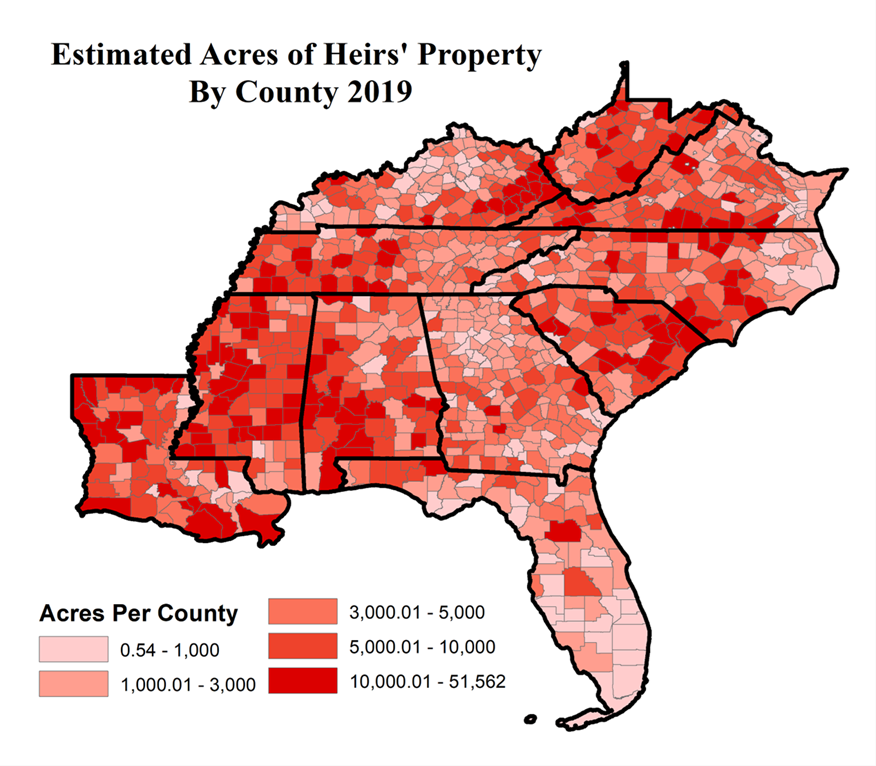 Estimated Acres of Heirs' Property
By County 2019
Acres Per County
0.54 - 1,000
1,000.01 - 3,000
3,000.01 - 5,000
5,000.01 - 10,000
10,000.01 - 51,562